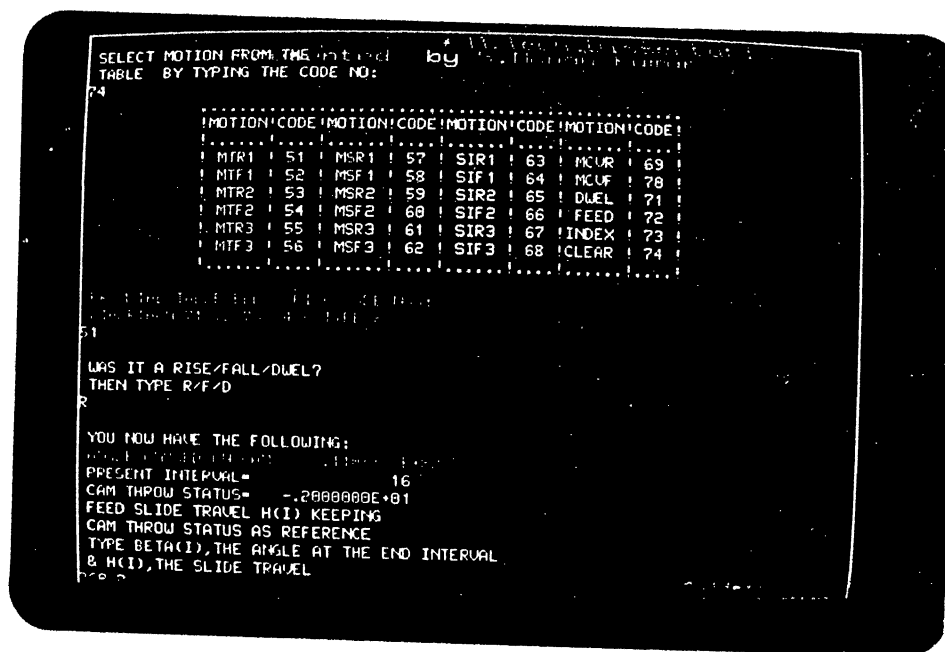 SELECT MOTION FROM THE by
TABLE BY TYPING THE CODE NO:
74
!MOTION!CODE!MOTION!CODE!MOTION!CODE!MOTION!CODE!
! MTR1 ! 51 ! MSR1 ! 57 ! SIR1 ! 63 ! MCVR ! 69 !
! MTF1 ! 52 ! MSF1 ! 58 ! SIF1 ! 64 ! MCVF ! 70 !
! MTR2 ! 53 ! MSR2 ! 59 ! SIR2 ! 65 ! DWEL ! 71 !
! MTF2 ! 54 ! MSF2 ! 60 ! SIF2 ! 66 ! FEED ! 72 !
! MTR3 ! 55 ! MSR3 ! 61 ! SIR3 ! 67 !INDEX ! 73 !
! MTF3 ! 56 ! MSF3 ! 62 ! SIF3 ! 68 !CLEAR ! 74 !
51
WAS IT A RISE/FALL/DWEL?
THEN TYPE R/F/D
R
YOU NOW HAVE THE FOLLOWING:
PRESENT INTERVAL= 16
CAM THROW STATUS= -.2000000E+01
FEED SLIDE TRAVEL H(I) KEEPING
CAM THROW STATUS AS REFERENCE
TYPE BETA(I),THE ANGLE AT THE END INTERVAL
& H(I),THE SLIDE TRAVEL